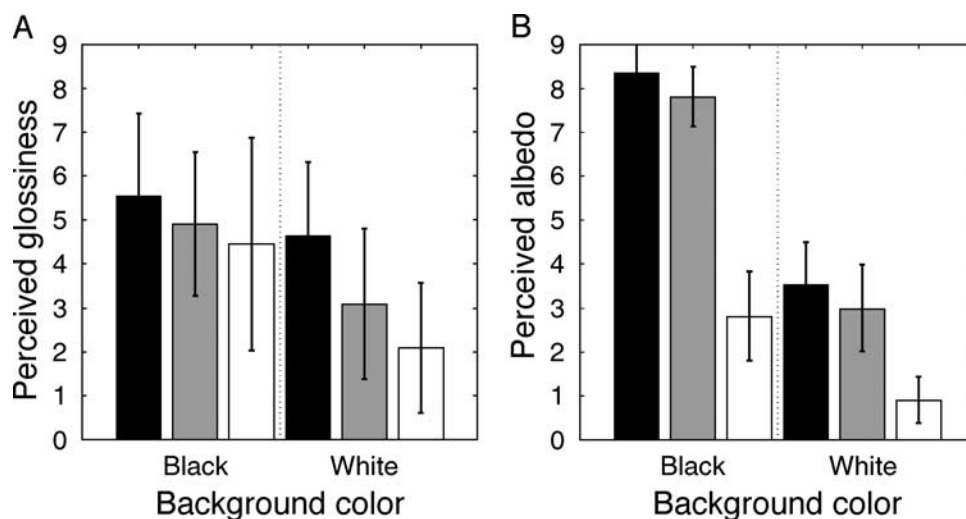 A
Perceived glossiness
9
8
7
6
5
4
3
2
1
0
Black White
Background color
B
Perceived albedo
9
8
7
6
5
4
3
2
1
0
Black White
Background color